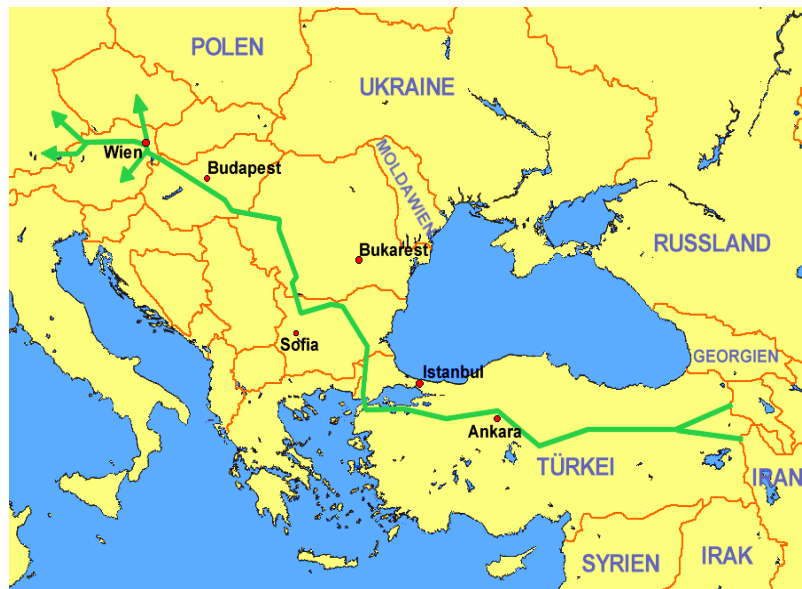 POLEN
UKRAINE
Wien
Budapest
MOLDAWIEN
Bukarest
RUSSLAND
Sofia
Istanbul
GEORGIEN
Ankara
TÜRKEI
IRAN
SYRIEN
IRAK